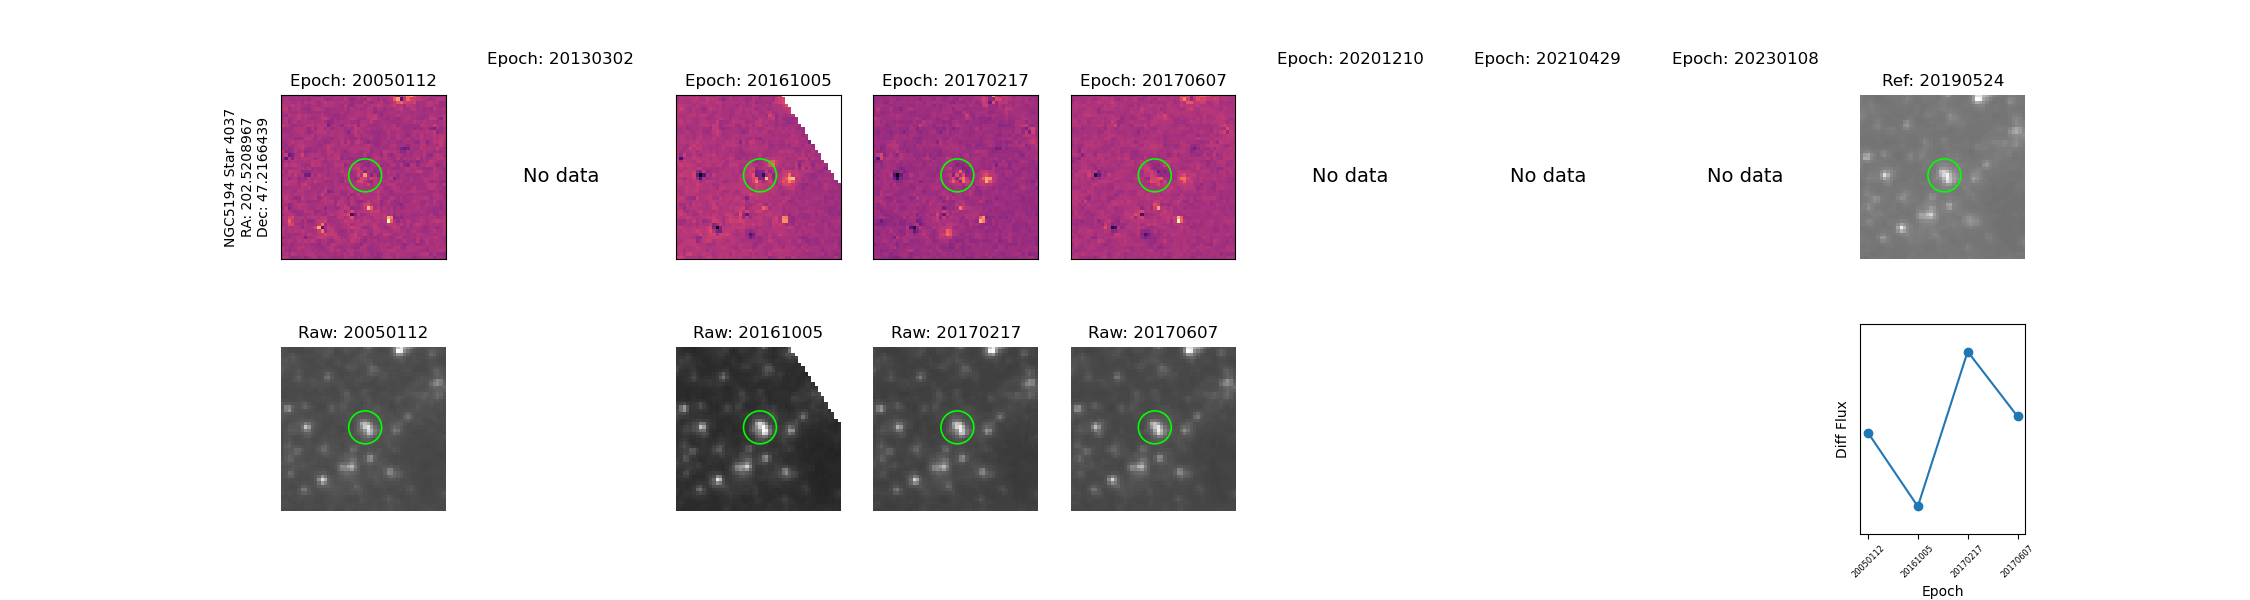 NGC5194 Star 4037
RA: 202.5208967
Dec: 47.2166439
Epoch: 20050112
Epoch: 20130302
No data
Epoch: 20161005
Epoch: 20170217
Epoch: 20170607
Epoch: 20201210
No data
Epoch: 20210429
No data
Epoch: 20230108
No data
Ref: 20190524
Raw: 20050112
Raw: 20161005
Raw: 20170217
Raw: 20170607
Diff Flux
20050112
20161005
20170217
20170607
Epoch